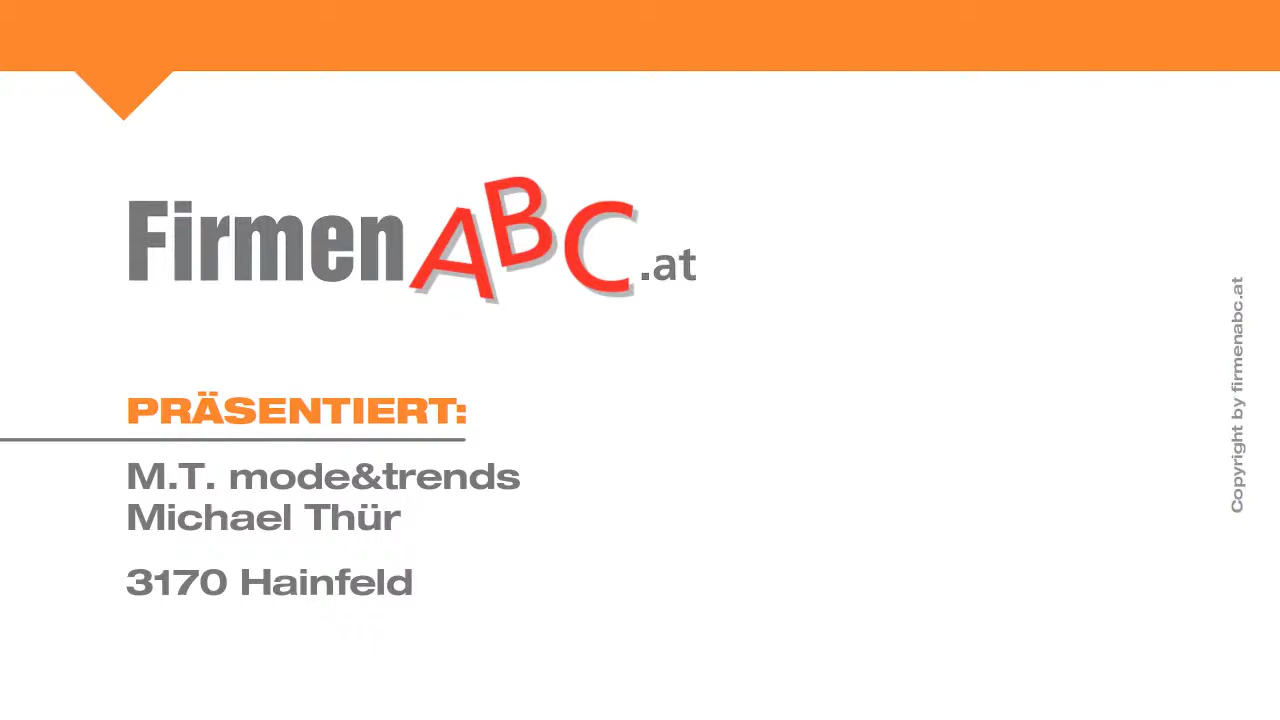 FirmenABC.at
PRÄSENTIERT:
M.T. mode&trends
Michael Thür
3170 Hainfeld
Copyright by firmenabc.at